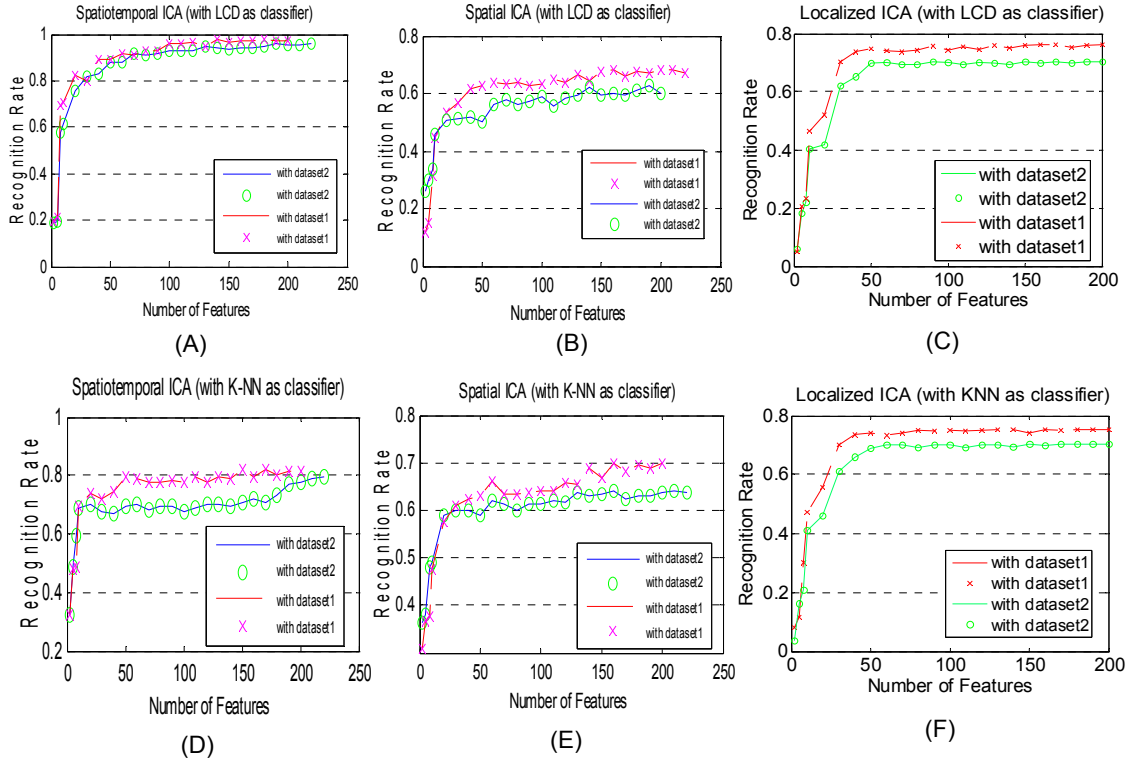 Spatiotemporal ICA (with LCD as classifier)
1
0.8
0.6
0.4
0.2
0
Recognition Rate
with dataset2
with dataset2
with dataset1
with dataset1
0 50 100 150 200 250
Number of Features
(A)
Spatial ICA (with LCD as classifier)
0.8
0.6
0.4
0.2
0
Recognition Rate
with dataset1
with dataset1
with dataset2
with dataset2
0 50 100 150 200 250
Number of Features
(B)
Localized ICA (with LCD as classifier)
0.8
0.6
0.4
0.2
0
Recognition Rate
with dataset2
with dataset2
with dataset1
with dataset1
0 50 100 150 200
Number of Features
(C)
Spatiotemporal ICA (with K-NN as classifier)
1
0.8
0.6
0.4
0.2
Recognition Rate
with dataset2
with dataset2
with dataset1
with dataset1
0 50 100 150 200 250
Number of Features
(D)
Spatial ICA (with K-NN as classifier)
0.8
0.7
0.6
0.5
0.4
Recognition Rate
with dataset2
with dataset2
with dataset1
with dataset1
0 50 100 150 200 250
Number of Features
(E)
Localized ICA (with KNN as classifier)
0.8
0.6
0.4
0.2
0
Recognition Rate
with dataset1
with dataset1
with dataset2
with dataset2
0 50 100 150 200
Number of Features
(F)